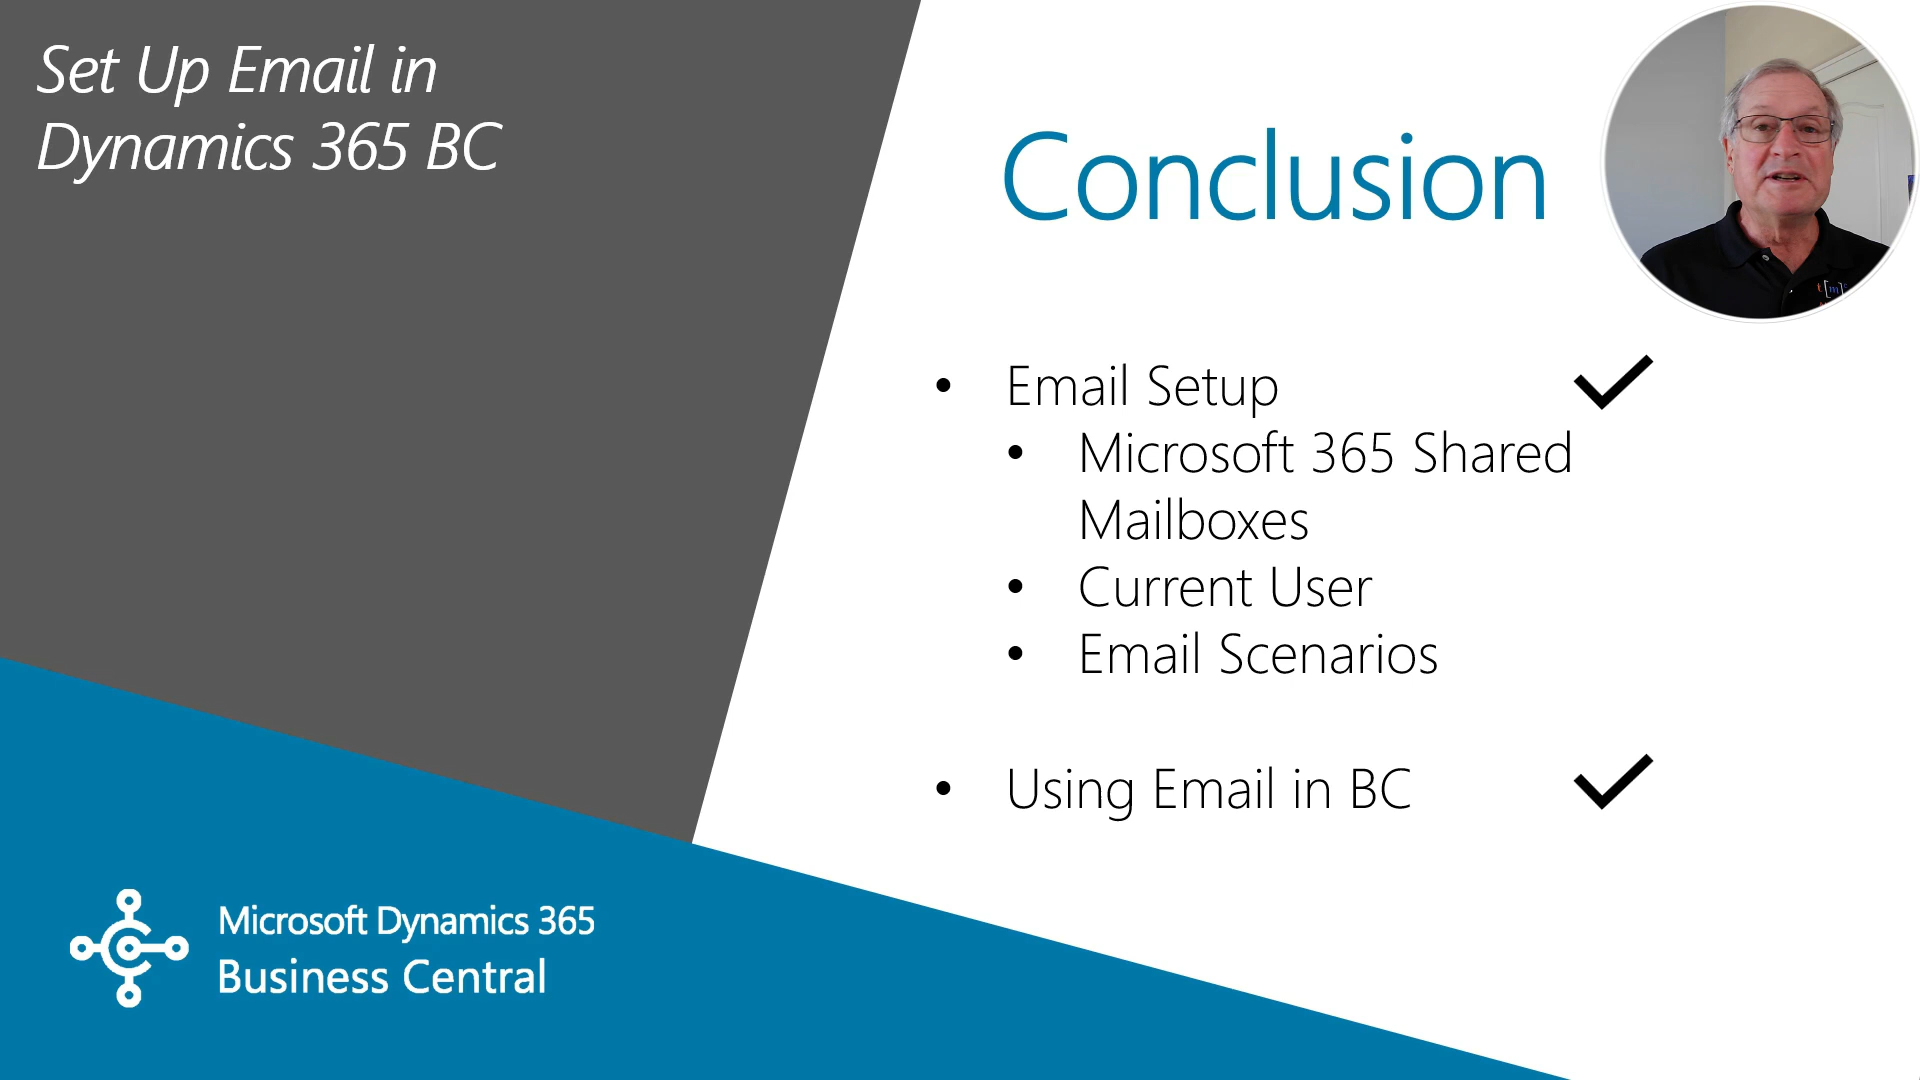 Set Up Email in
Dynamics 365 BC
Conclusion
• Email Setup
• Microsoft 365 Shared
Mailboxes
• Current User
• Email Scenarios
• Using Email in BC
Microsoft Dynamics 365
Business Central